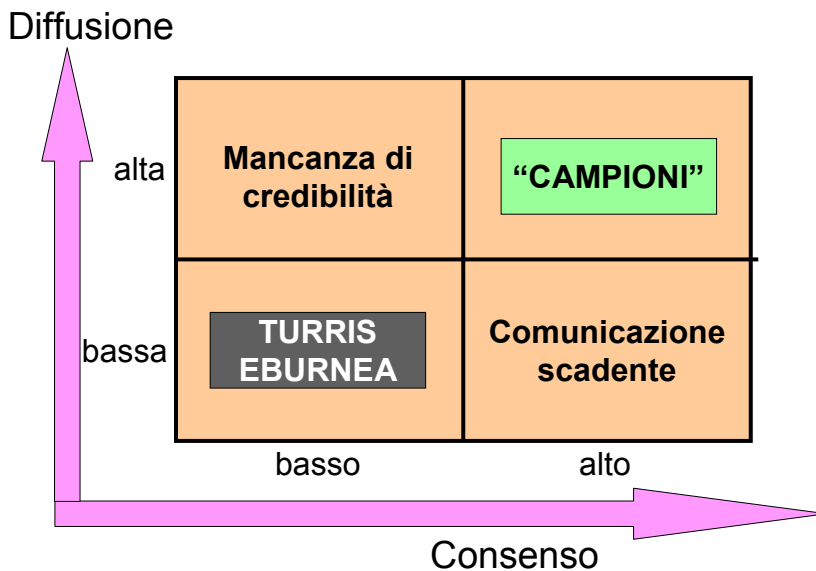 Diffusione
alta
Mancanza di
credibilità
“CAMPIONI”
bassa
TURRIS
EBURNEA
Comunicazione
scadente
basso
alto
Consenso